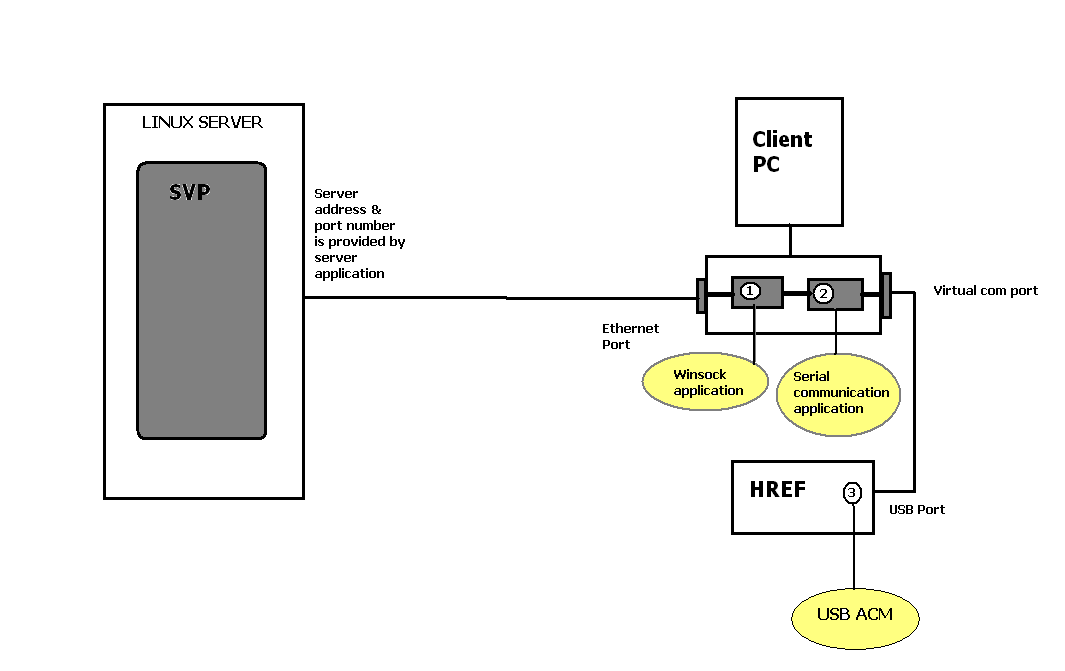 LINUX SERVER
SVP
Server
address &
port number
is provided by
server
application
Client
PC
1
2
Virtual com port
Ethernet
Port
Winsock
application
Serial
communication
application
HREF
3
USB Port
USB ACM